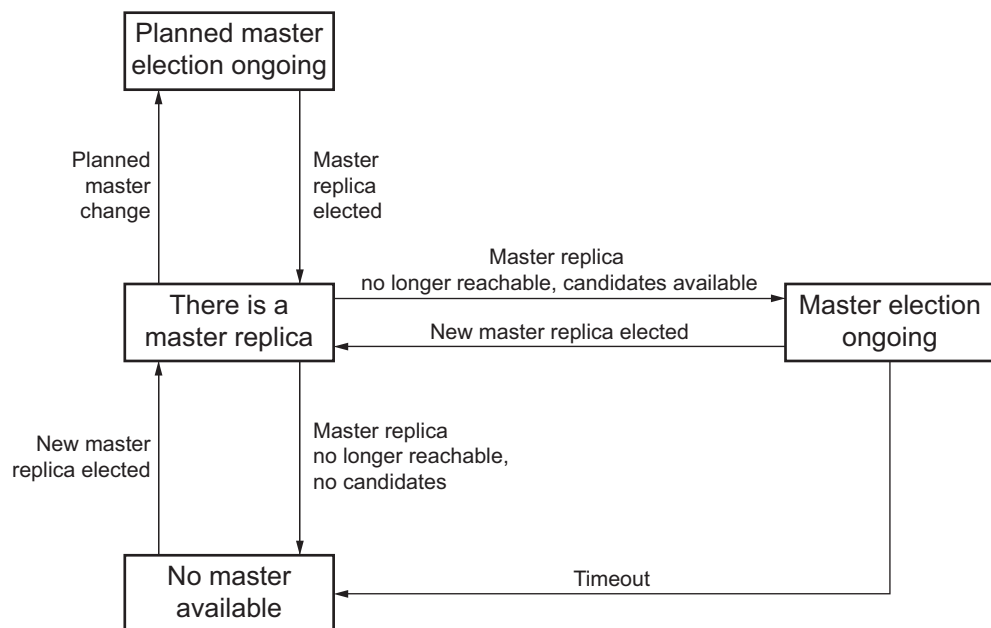 Planned master
election ongoing
Planned
master
change
Master
replica
elected
Master replica
no longer reachable, candidates available
There is a
master replica
New master replica elected
Master election
ongoing
New master
replica elected
Master replica
no longer reachable,
no candidates
No master
available
Timeout